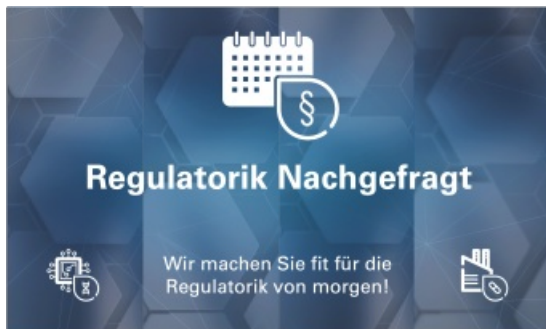 §
Regulatorik Nachgefragt
Wir machen Sie fit für die
Regulatorik von morgen!